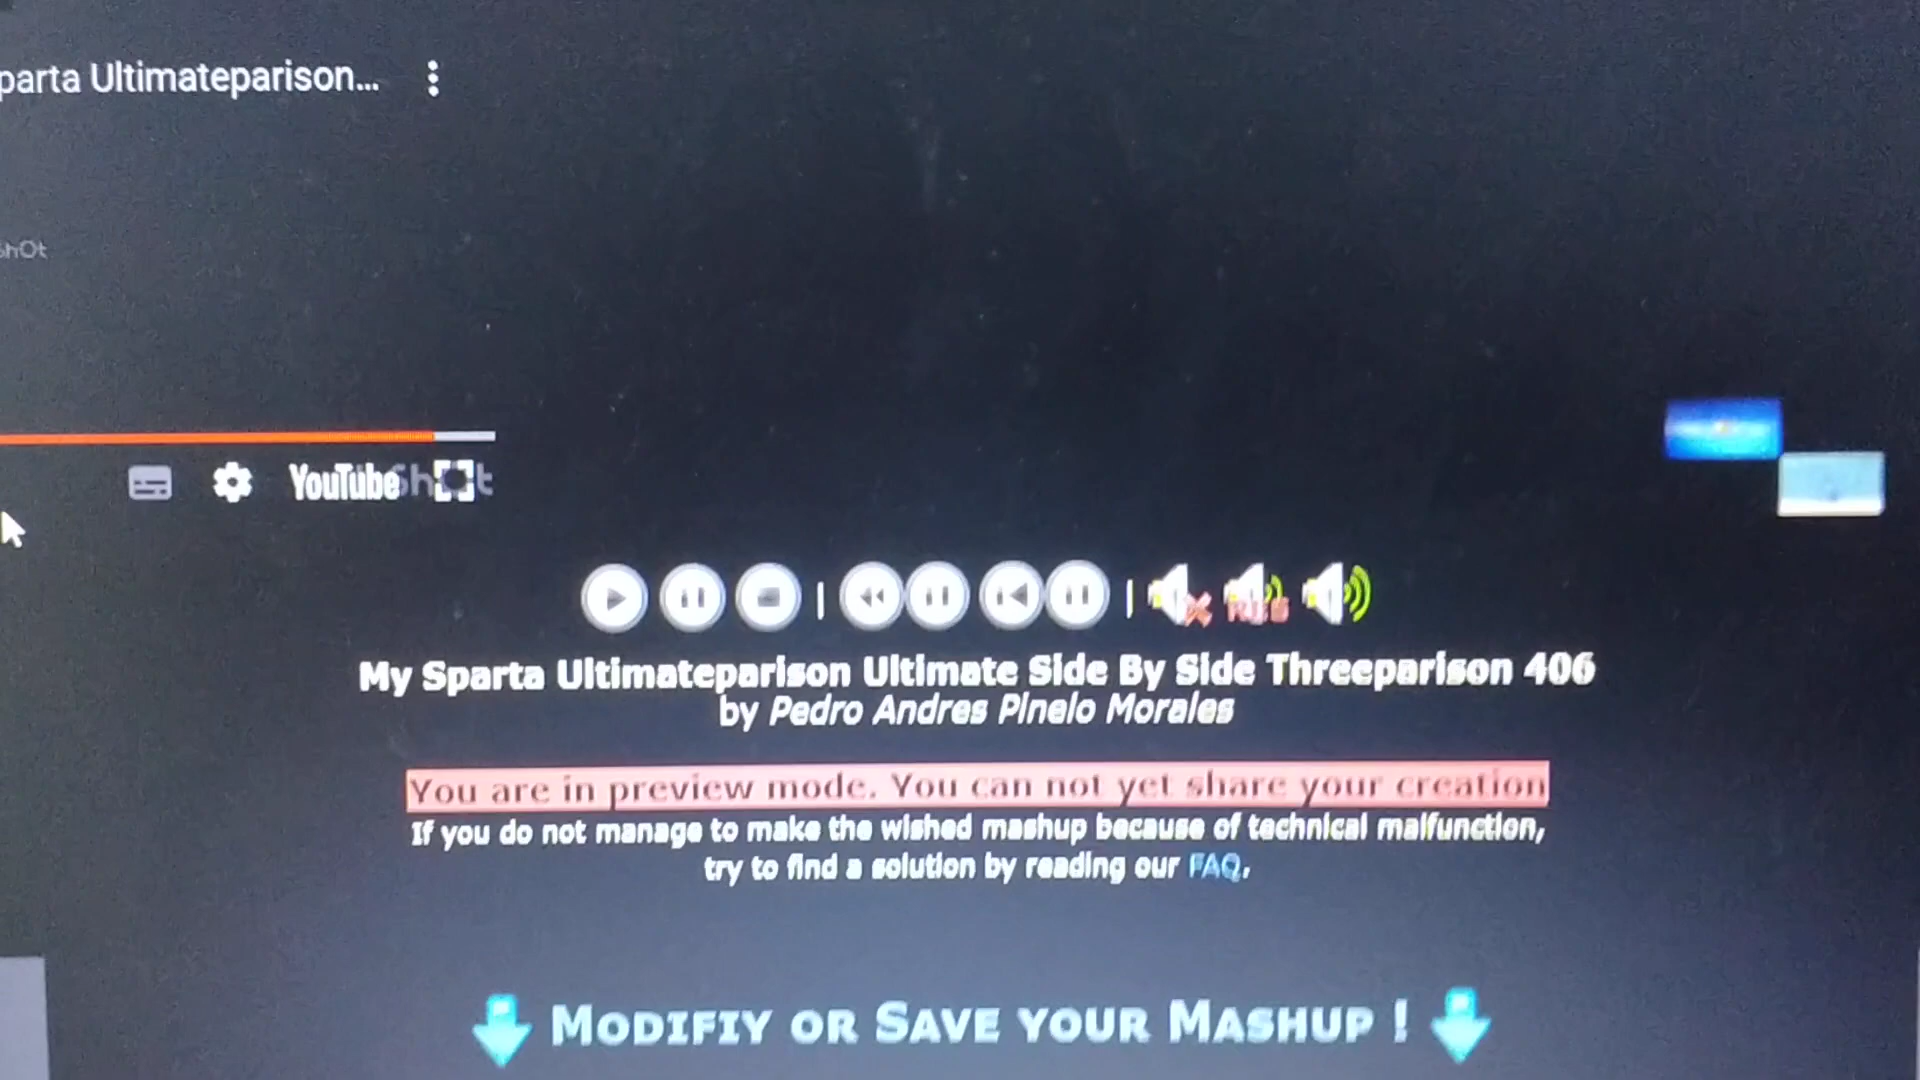 parta Ultimateparison...
hOt
YouTube
My Sparta Ultimateparison Ultimate Side By Side Threeparison 406
by Pedro Andres Pinelo Morales
You are in preview mode. You can not yet share your creation
If you do not manage to make the wished mashup because of technical malfunction,
try to find a solution by reading our FAQ.
Modifiy or Save your Mashup !